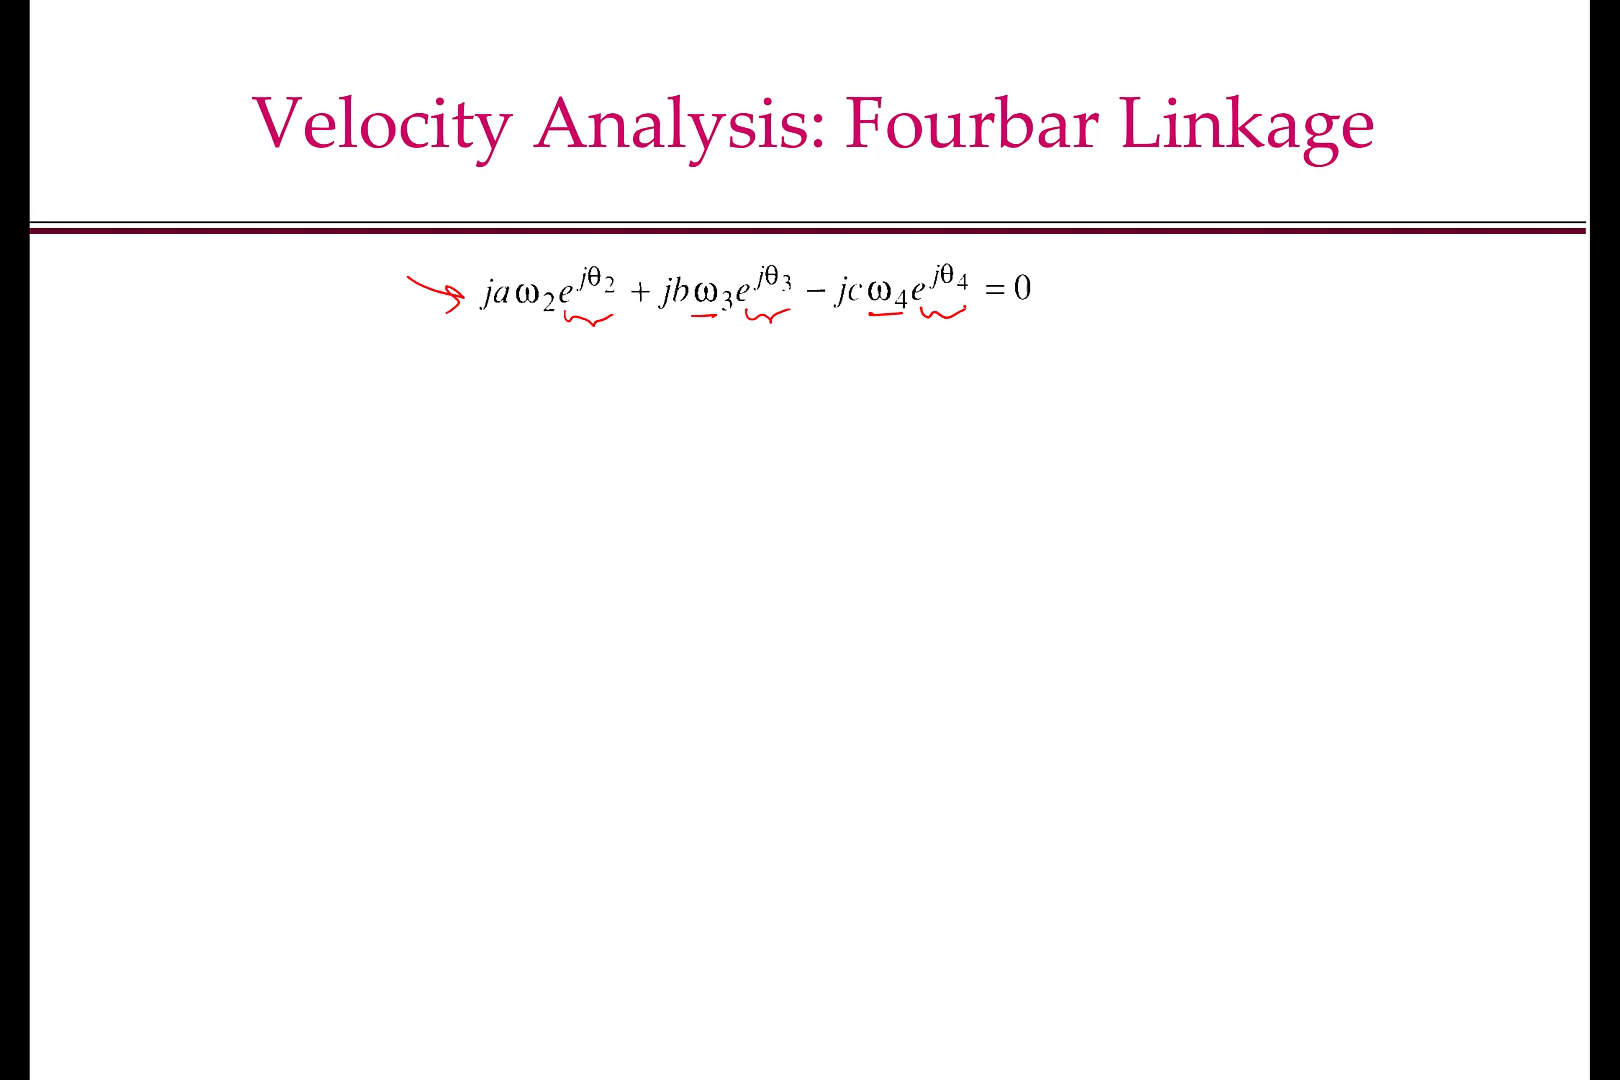 Velocity Analysis: Fourbar Linkage
jaω₂e^{jθ₂} + jbω₃e^{jθ₃} − jcω₄e^{jθ₄} = 0